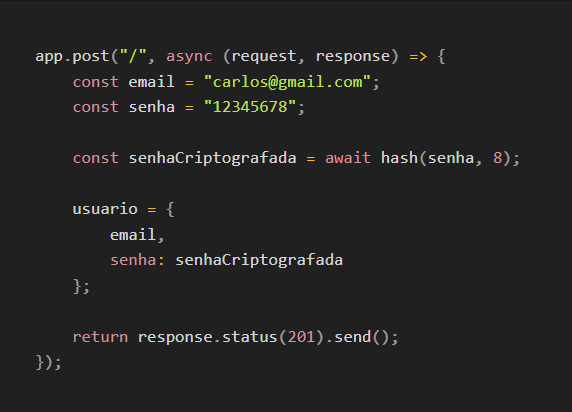 app.post("/", async (request, response) => {
    const email = "carlos@gmail.com";
    const senha = "12345678";
    const senhaCriptografada = await hash(senha, 8);
    usuario = {
        email,
        senha: senhaCriptografada
    };
    return response.status(201).send();
});